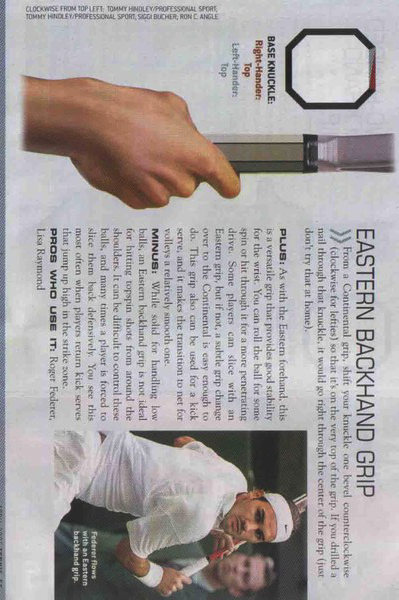 CLOCKWISE FROM TOP LEFT: TOMMY HINDLEY/PROFESSIONAL SPORT,
TOMMY HINDLEY/PROFESSIONAL SPORT, SIGGI BUCHER; RON C. ANGLE
BASE KNUCKLE:
Right-Hander:
Top
Left-Hander:
Top
EASTERN BACKHAND GRIP
From a Continental grip, shift your knuckle one bevel counterclockwise
(clockwise for lefties) so that it's on the very top of the grip. If you drilled a
nail through that knuckle, it would go right through the center of the grip (just
don't try that at home).
PLUS: As with the Eastern forehand, this
is a versatile grip that provides good stability
for the wrist. You can roll the ball for some
spin or hit through it for a more penetrating
drive. Some players can slice with an
Eastern grip, but if not, a subtle grip change
over to the Continental is easy enough to
do. This grip also can be used for a kick
serve, and it makes the transition to net for
volleys a relatively smooth one.
MINUS: While solid for handling low
balls, an Eastern backhand grip is not ideal
for hitting topspin shots from around the
shoulders. It can be difficult to control these
balls, and many times a player is forced to
slice them back defensively. You see this
most often when players return kick serves
that jump up high in the strike zone.
PROS WHO USE IT: Roger Federer,
Lisa Raymond
Federer flows
with an Eastern
backhand grip.